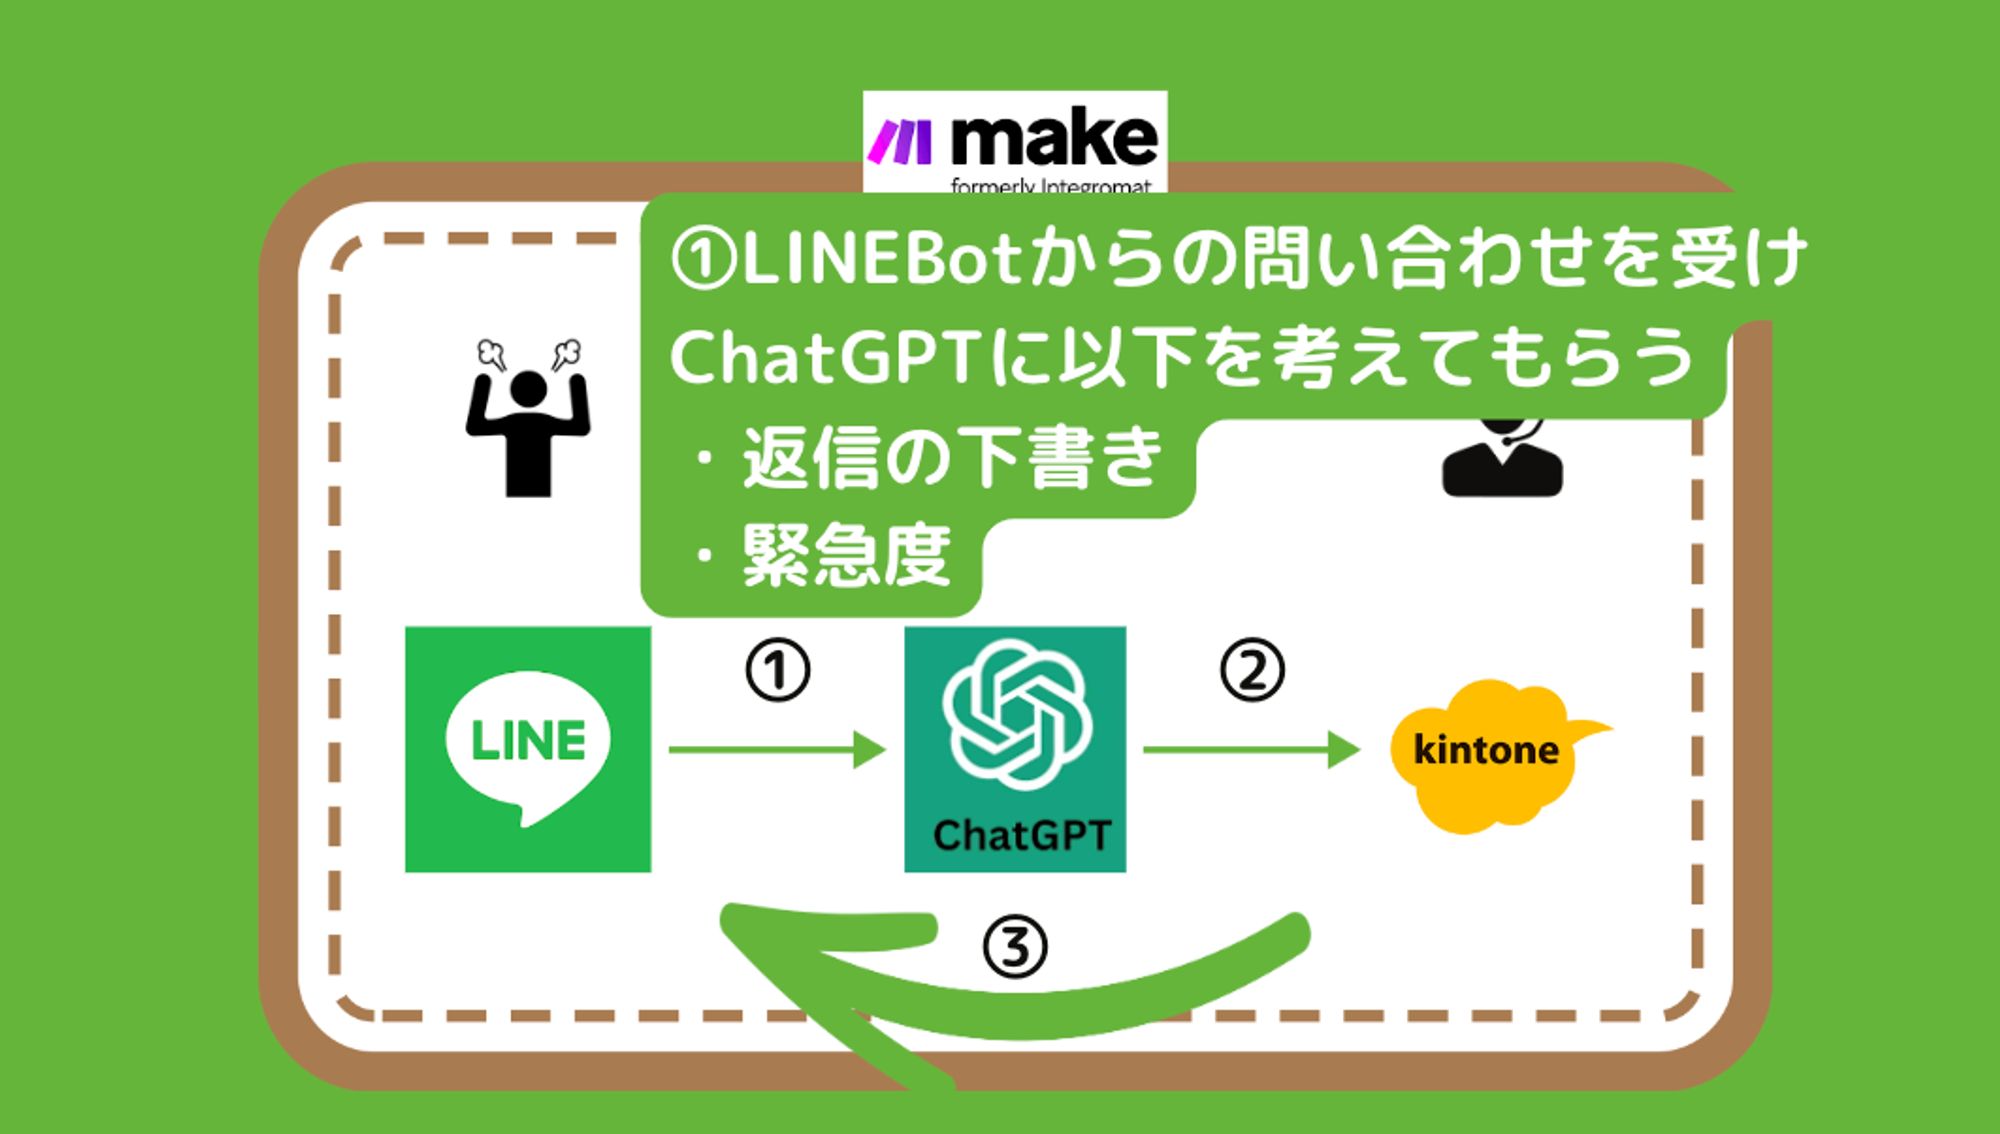 make
formerly Integromat
①LINEBotからの問い合わせを受け
ChatGPTに以下を考えてもらう
・返信の下書き
・緊急度
①
②
LINE
kintone
ChatGPT
③